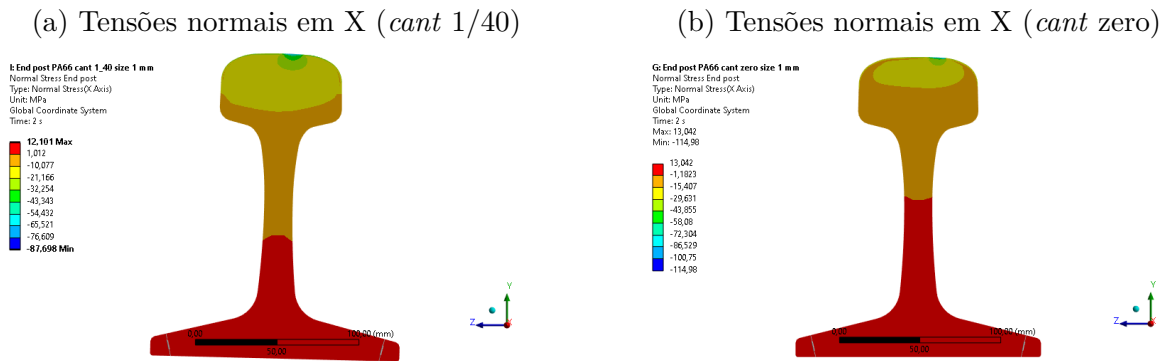 (a) Tensões normais em X (cant 1/40)
I: End post PA66 cant 1_40 size 1 mm
Normal Stress End post
Type: Normal Stress(X Axis)
Unit: MPa
Global Coordinate System
Time: 2 s
12,101 Max
1,012
-10,077
-21,166
-32,254
-43,343
-54,432
-65,521
-76,609
-87,698 Min
0,00
100,00 (mm)
50,00
Y
Z
X
(b) Tensões normais em X (cant zero)
G: End post PA66 cant zero size 1 mm
Normal Stress End post
Type: Normal Stress(X Axis)
Unit: MPa
Global Coordinate System
Time: 2 s
Max: 13,042
Min: -114,98
13,042
-1,1823
-15,407
-29,631
-43,855
-58,08
-72,304
-86,529
-100,75
-114,98
0,00
100,00 (mm)
50,00
Y
Z
X